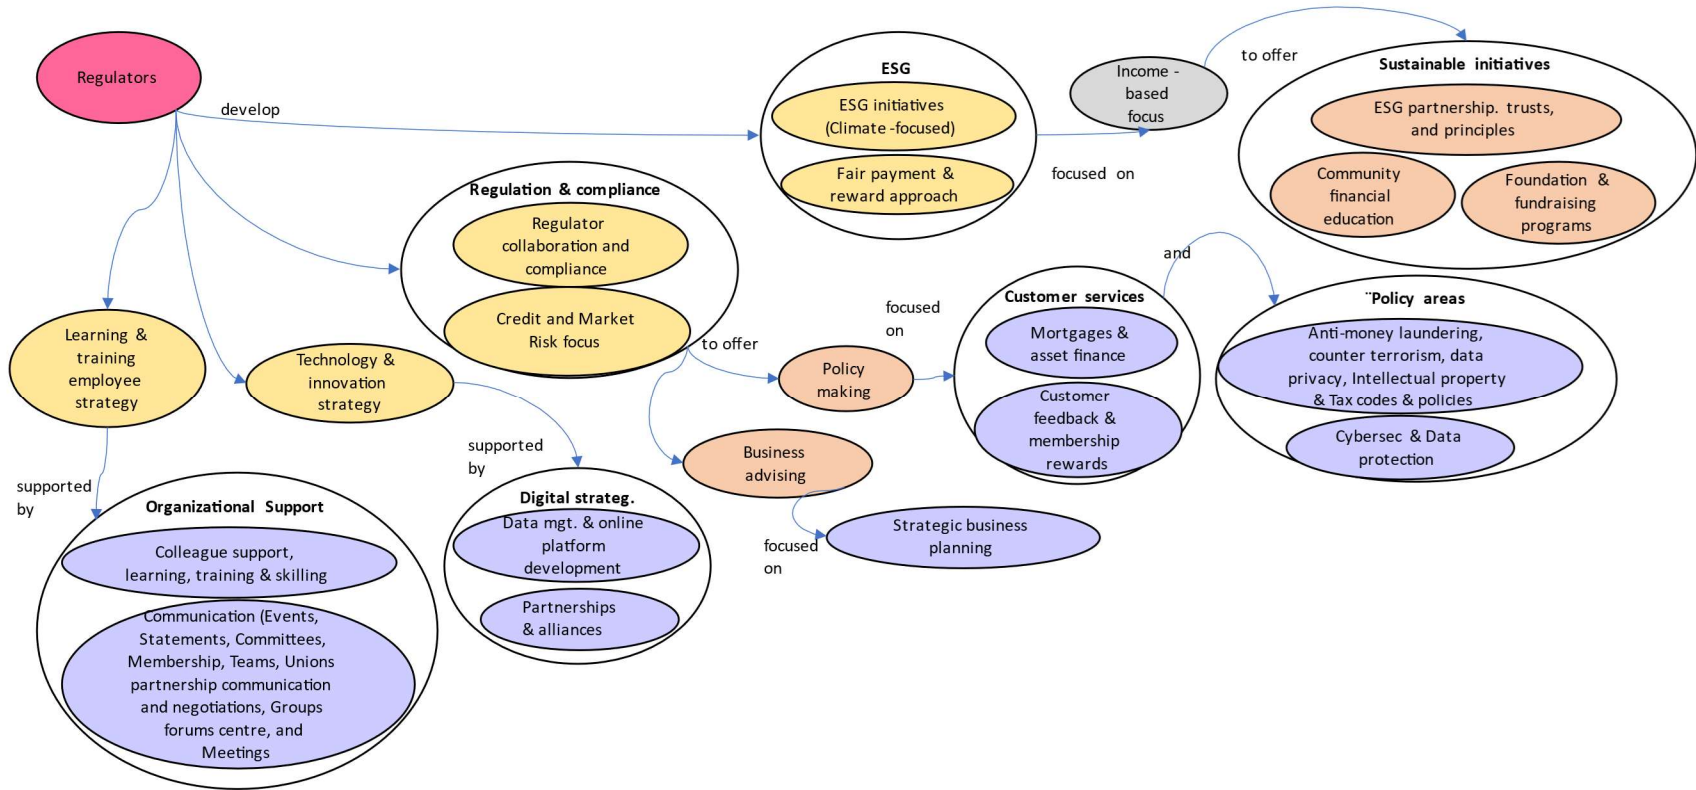 Regulators
develop
ESG
ESG initiatives
(Climate -focused)
Fair payment &
reward approach
focused on
Income -
based
focus
to offer
Sustainable initiatives
ESG partnership. trusts,
and principles
Community
financial
education
Foundation &
fundraising
programs
Regulation & compliance
Regulator
collaboration and
compliance
Credit and Market
Risk focus
to offer
Policy
making
focused
on
Customer services
Mortgages &
asset finance
Customer
feedback &
membership
rewards
and
¨Policy areas
Anti-money laundering,
counter terrorism, data
privacy, Intellectual property
& Tax codes & policies
Cybersec & Data
protection
Business
advising
focused
on
Strategic business
planning
Learning &
training
employee
strategy
Technology &
innovation
strategy
supported
by
Digital strateg.
Data mgt. & online
platform
development
Partnerships
& alliances
supported
by
Organizational Support
Colleague support,
learning, training & skilling
Communication (Events,
Statements, Committees,
Membership, Teams, Unions
partnership communication
and negotiations, Groups
forums centre, and
Meetings